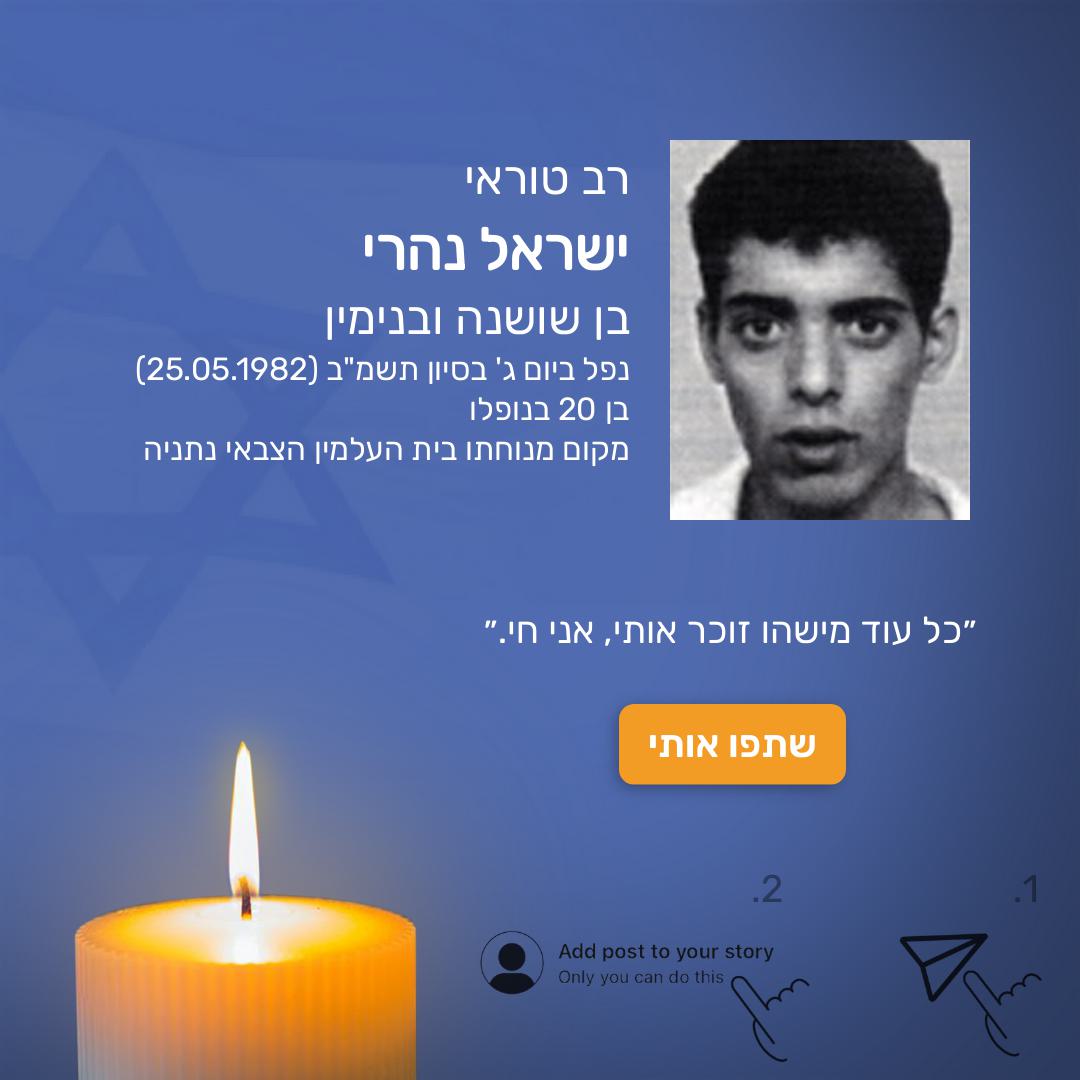 רב טוראי
ישראל נהרי
בן שושנה ובנימין
נפל ביום ג' בסיון תשמ"ב (25.05.1982)
בן 20 בנופלו
מקום מנוחתו בית העלמין הצבאי נתניה
״כל עוד מישהו זוכר אותי, אני חי.״
שתפו אותי
1.
2.
Add post to your story
Only you can do this